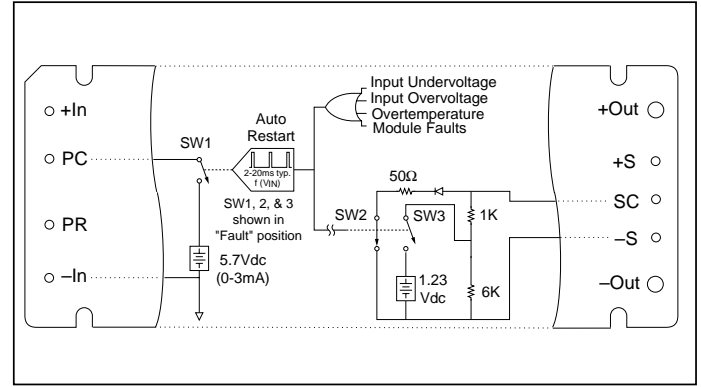 Input Undervoltage
Input Overvoltage
Overtemperature
Module Faults
+In
+Out
Auto
Restart
SW1
PC
+S
2-20ms typ.
f (VIN)
50Ω
SC
SW1, 2, & 3
shown in
"Fault" position
SW2
SW3
1K
PR
–S
5.7Vdc
(0-3mA)
–In
1.23
Vdc
6K
–Out